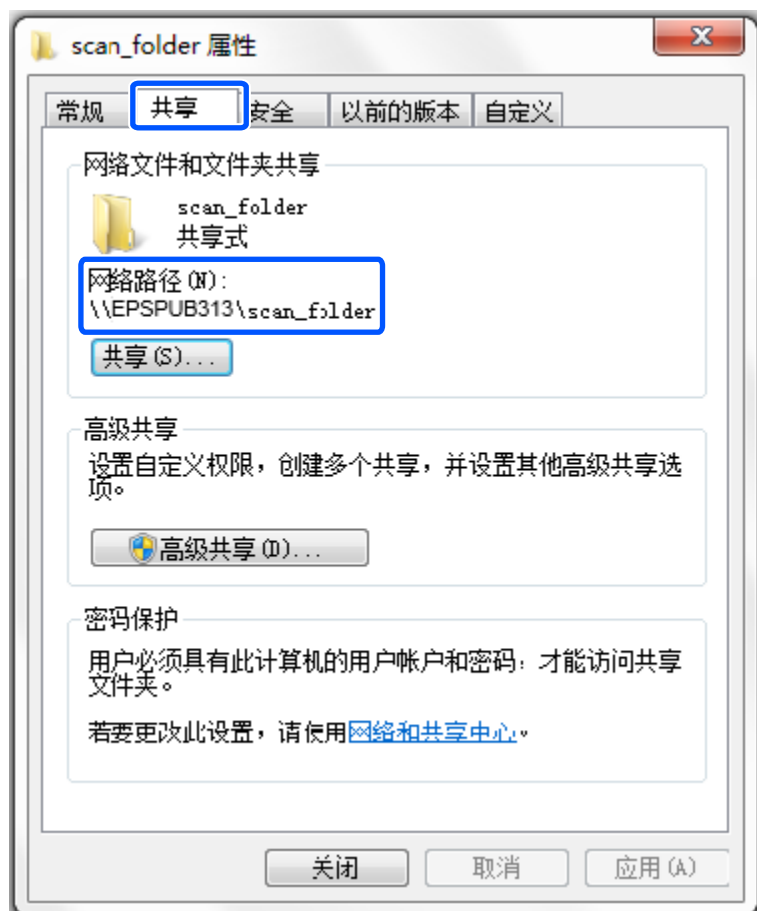 scan_folder 属性
常规 共享 安全 以前的版本 自定义
网络文件和文件夹共享
scan_folder
共享式
网络路径(N):
\\EPSPUB313\scan_folder
共享(S)...
高级共享
设置自定义权限，创建多个共享，并设置其他高级共享选
项。
高级共享(D)...
密码保护
用户必须具有此计算机的用户帐户和密码，才能访问共享
文件夹。
若要更改此设置，请使用网络和共享中心。
关闭 取消 应用(A)